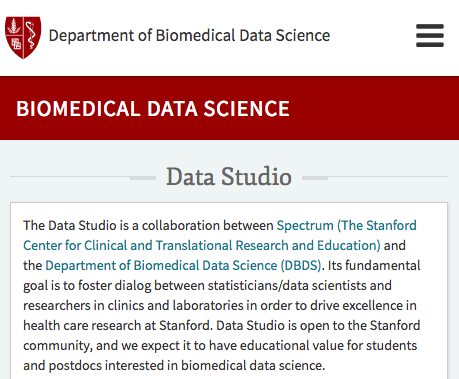 Department of Biomedical Data Science
BIOMEDICAL DATA SCIENCE
Data Studio
The Data Studio is a collaboration between Spectrum (The Stanford
Center for Clinical and Translational Research and Education) and
the Department of Biomedical Data Science (DBDS). Its fundamental
goal is to foster dialog between statisticians/data scientists and
researchers in clinics and laboratories in order to drive excellence in
health care research at Stanford. Data Studio is open to the Stanford
community, and we expect it to have educational value for students
and postdocs interested in biomedical data science.